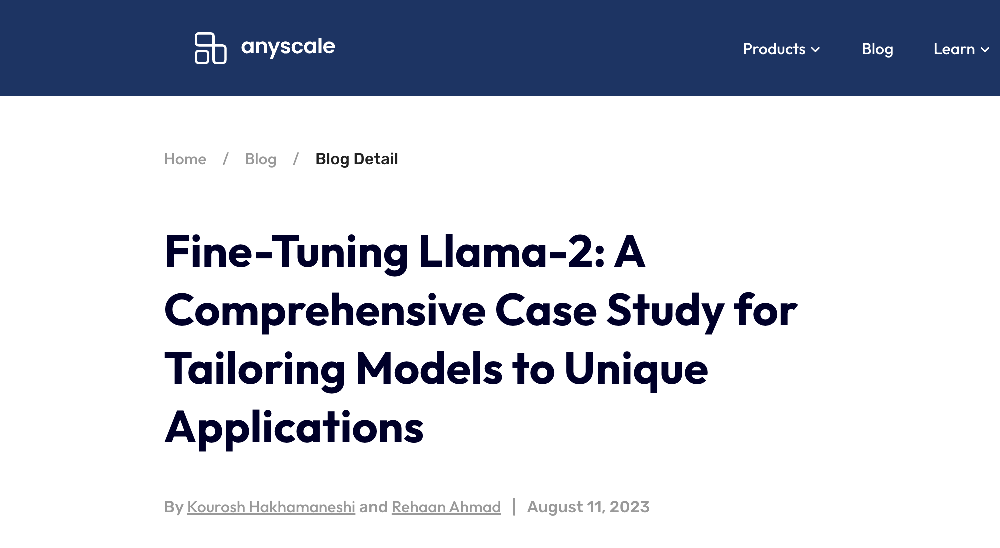 anyscale
Products
Blog
Learn
Home / Blog / Blog Detail
Fine-Tuning Llama-2: A
Comprehensive Case Study for
Tailoring Models to Unique
Applications
By Kourosh Hakhamaneshi and Rehaan Ahmad | August 11, 2023